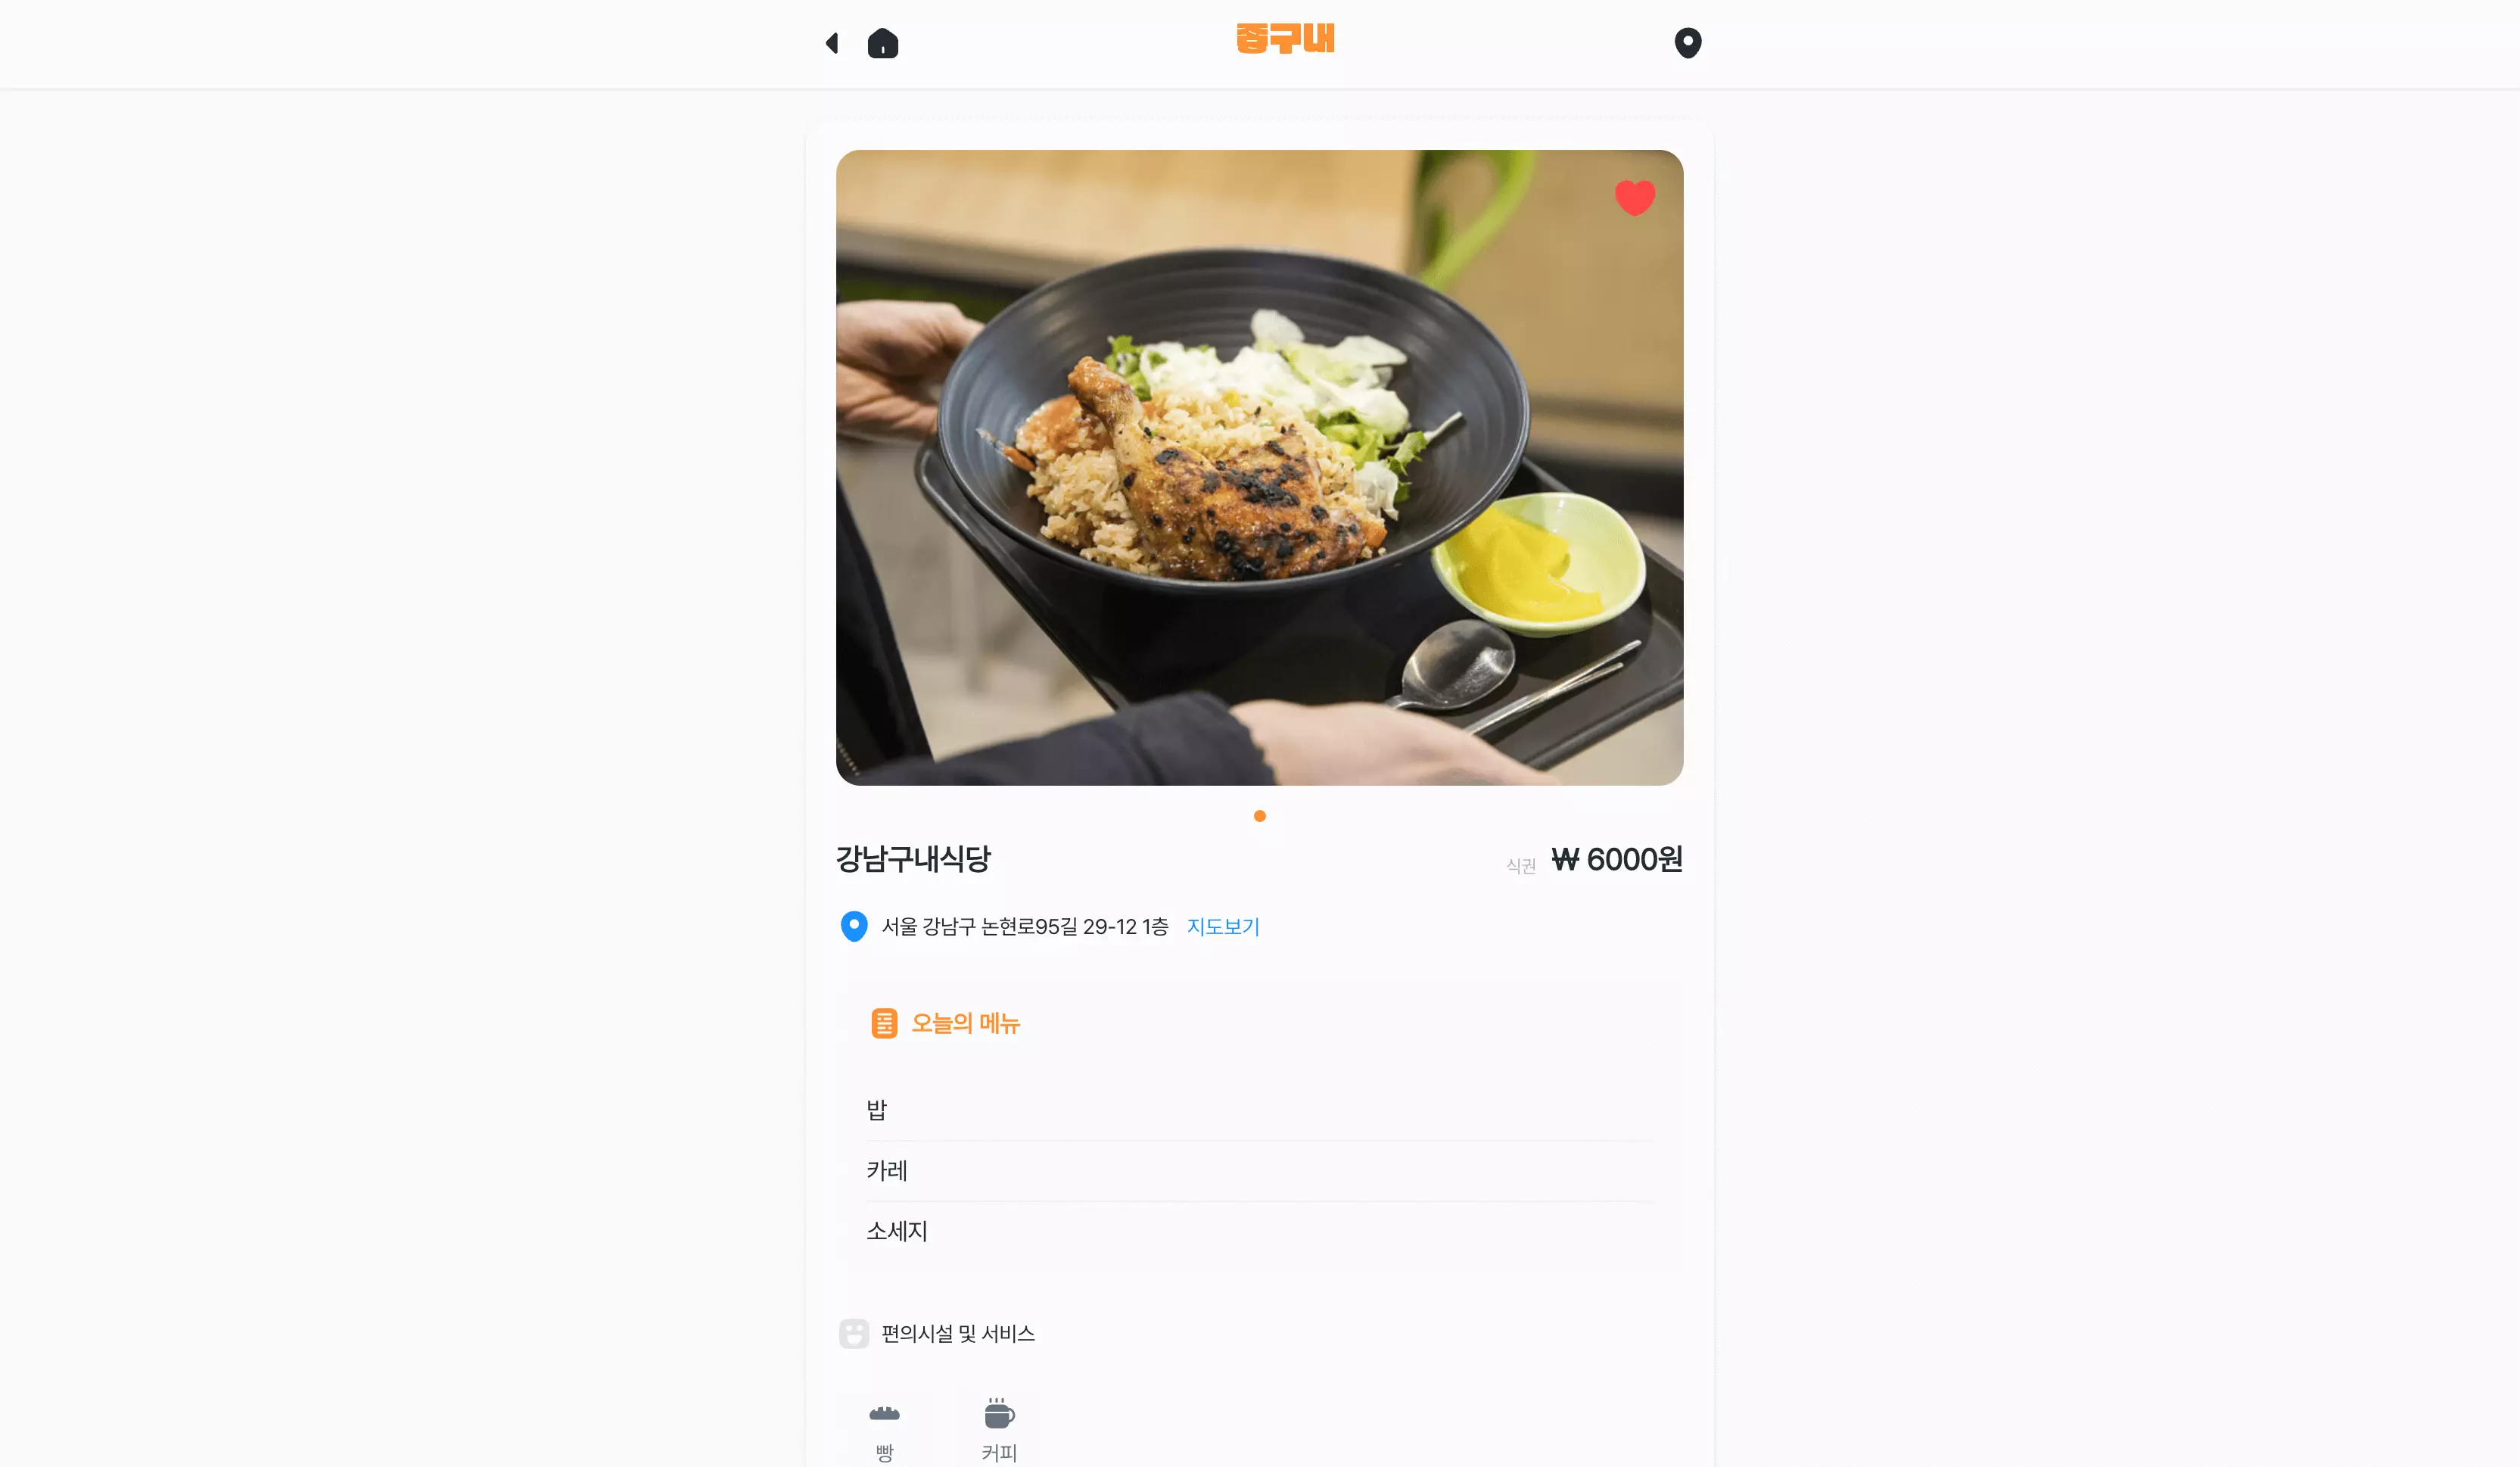 좀구내
강남구내식당
식권 ₩ 6000원
서울 강남구 논현로95길 29-12 1층 지도보기
오늘의 메뉴
밥
카레
소세지
편의시설 및 서비스
빵 커피